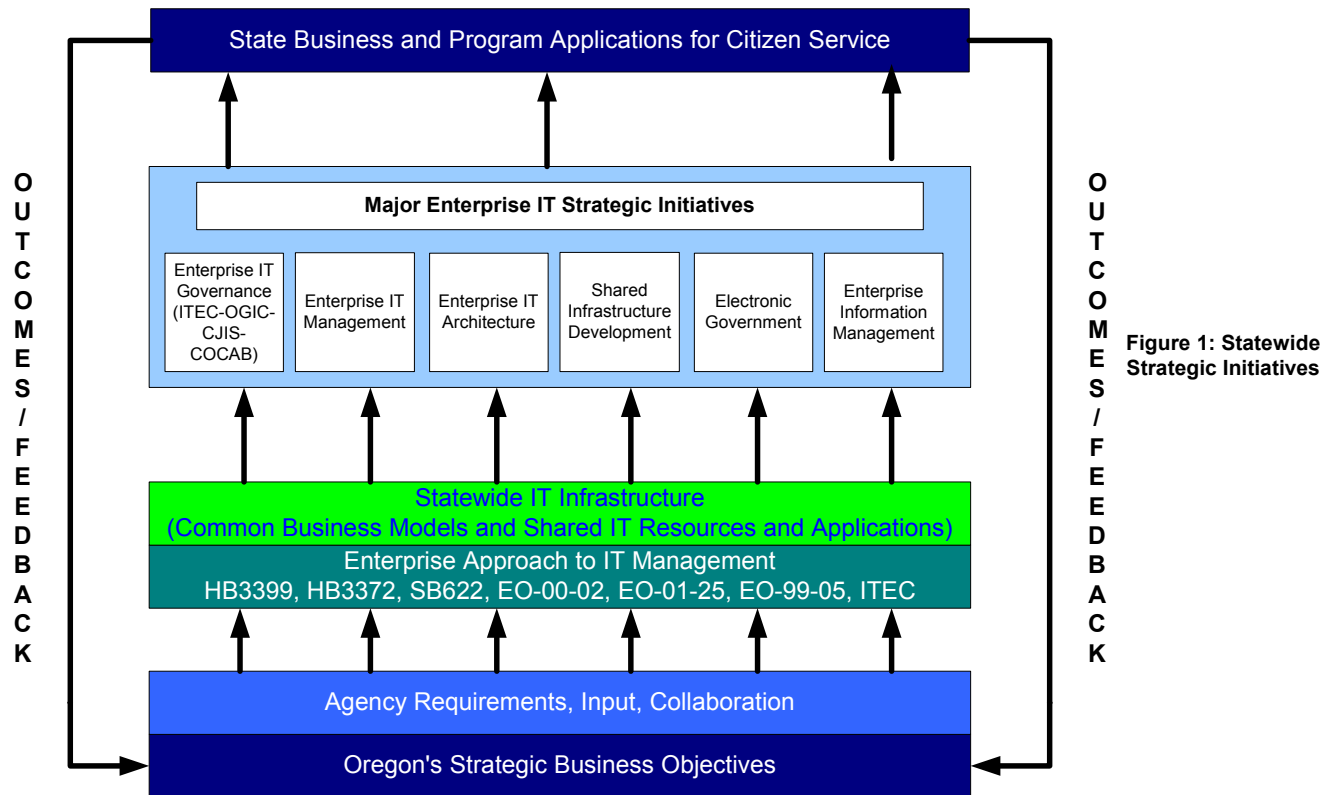 State Business and Program Applications for Citizen Service
OUTCOMES/FEEDBACK
Major Enterprise IT Strategic Initiatives
Enterprise IT
Governance
(ITEC-OGIC-
CJIS-
COCAB)
Enterprise IT
Management
Enterprise IT
Architecture
Shared
Infrastructure
Development
Electronic
Government
Enterprise
Information
Management
OUTCOMES/FEEDBACK
Figure 1: Statewide
Strategic Initiatives
Statewide IT Infrastructure
(Common Business Models and Shared IT Resources and Applications)
Enterprise Approach to IT Management
HB3399, HB3372, SB622, EO-00-02, EO-01-25, EO-99-05, ITEC
Agency Requirements, Input, Collaboration
Oregon's Strategic Business Objectives